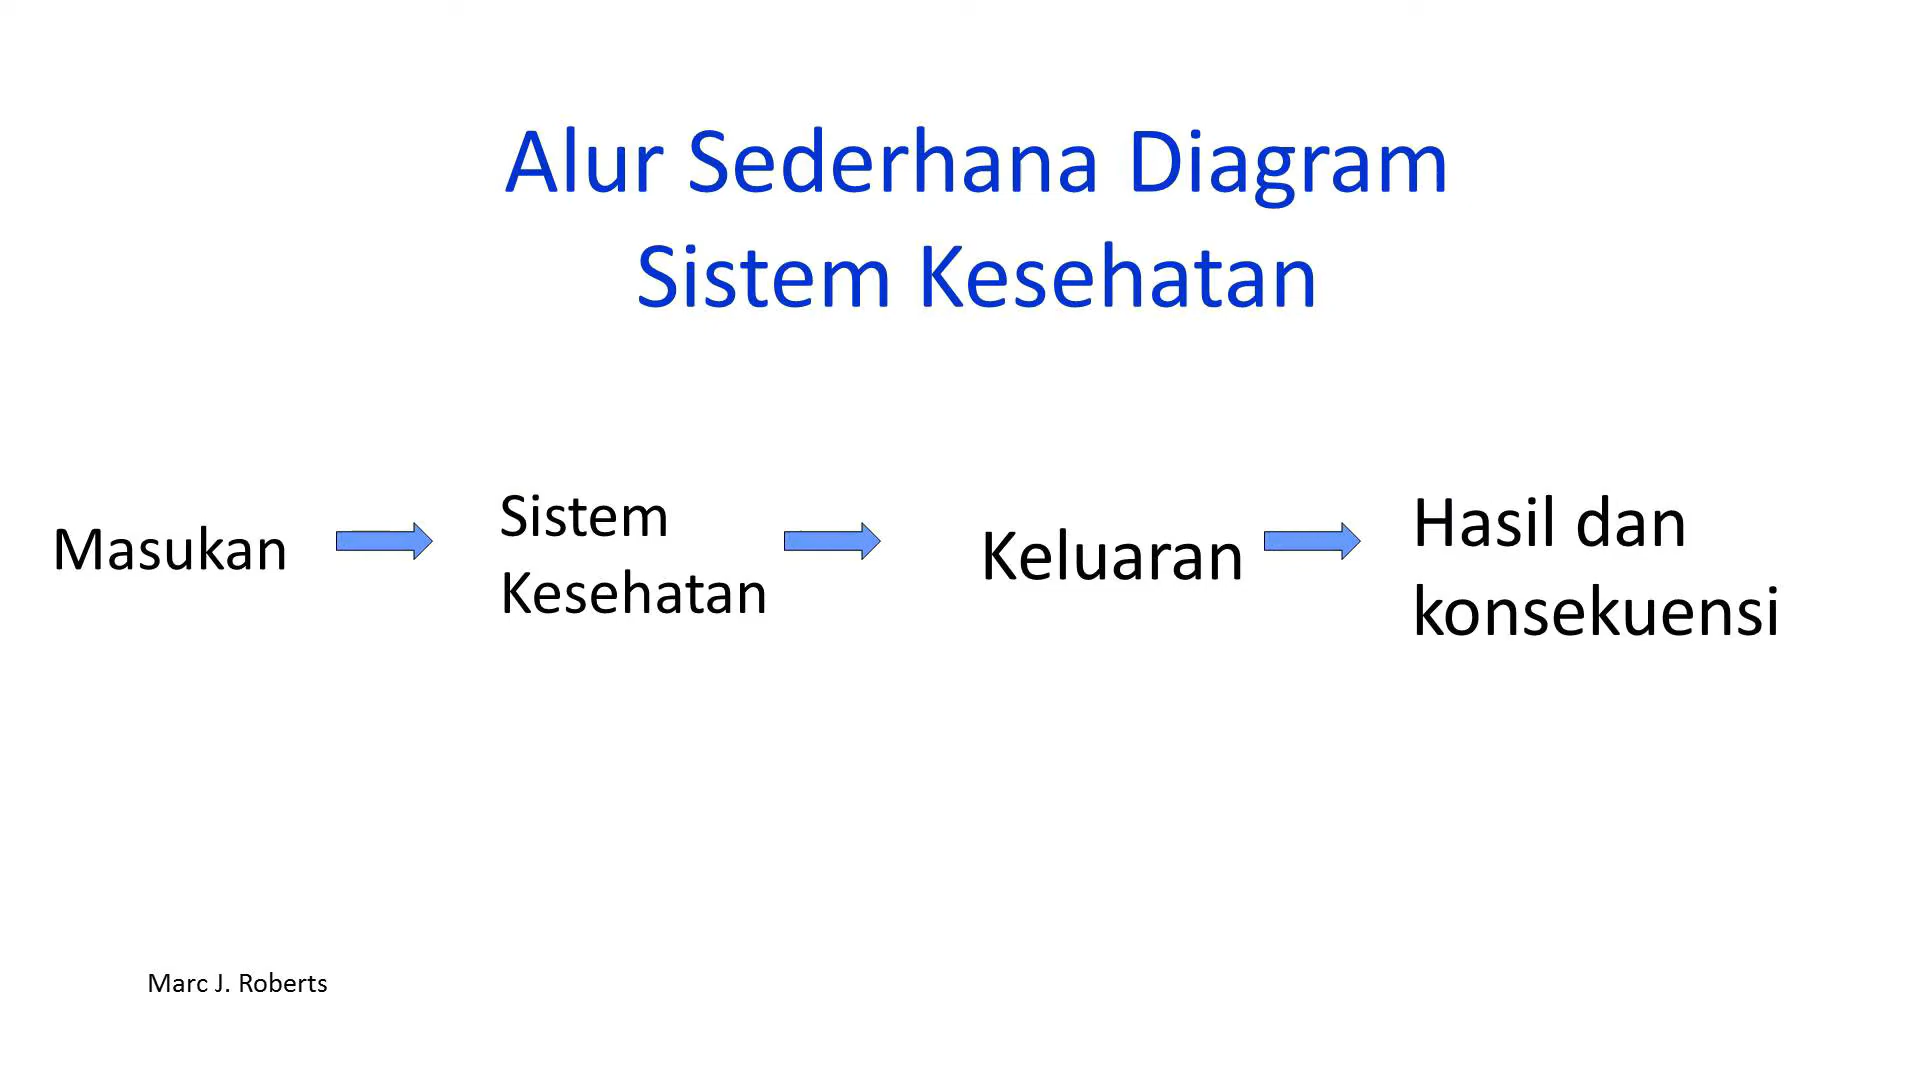 Alur Sederhana Diagram
Sistem Kesehatan
Masukan
Sistem
Kesehatan
Keluaran
Hasil dan
konsekuensi
Marc J. Roberts